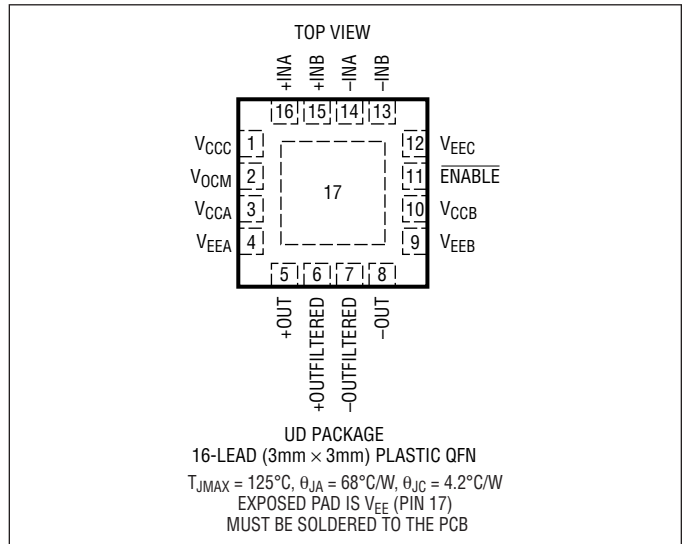 TOP VIEW
+INA
+INB
–INA
–INB
16 15 14 13
VCCC 1
VOCM 2
VCCA 3
VEEA 4
17
12 VEEC
11 ENABLE
10 VCCB
9 VEEB
5 6 7 8
+OUT
+OUTFILTERED
–OUTFILTERED
–OUT
UD PACKAGE
16-LEAD (3mm × 3mm) PLASTIC QFN
TJMAX = 125°C, θJA = 68°C/W, θJC = 4.2°C/W
EXPOSED PAD IS VEE (PIN 17)
MUST BE SOLDERED TO THE PCB